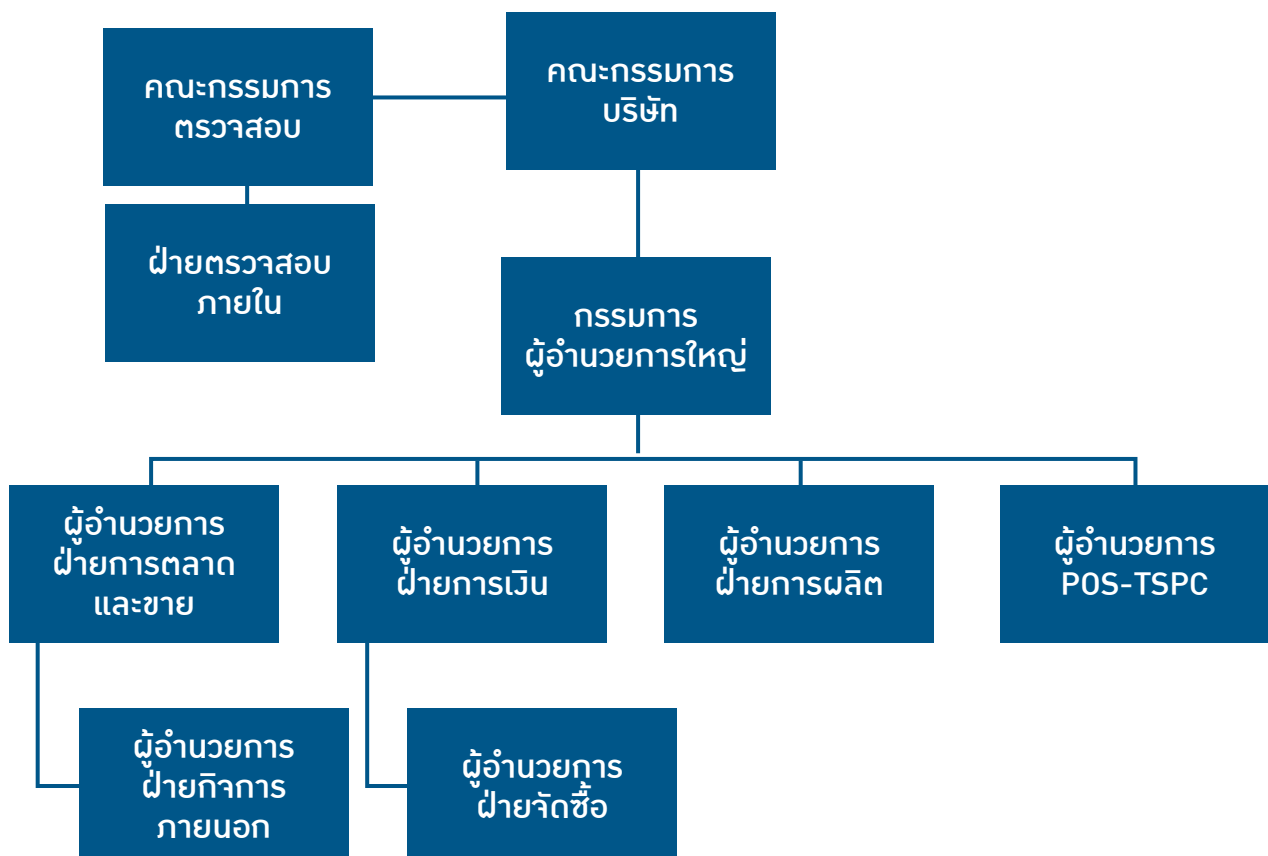 คณะกรรมการ
ตรวจสอบ
คณะกรรมการ
บริษัท
ฝ่ายตรวจสอบ
ภายใน
กรรมการ
ผู้อำนวยการใหญ่
ผู้อำนวยการ
ฝ่ายการตลาด
และขาย
ผู้อำนวยการ
ฝ่ายการเงิน
ผู้อำนวยการ
ฝ่ายการผลิต
ผู้อำนวยการ
POS-TSPC
ผู้อำนวยการ
ฝ่ายกิจการ
ภายนอก
ผู้อำนวยการ
ฝ่ายจัดซื้อ